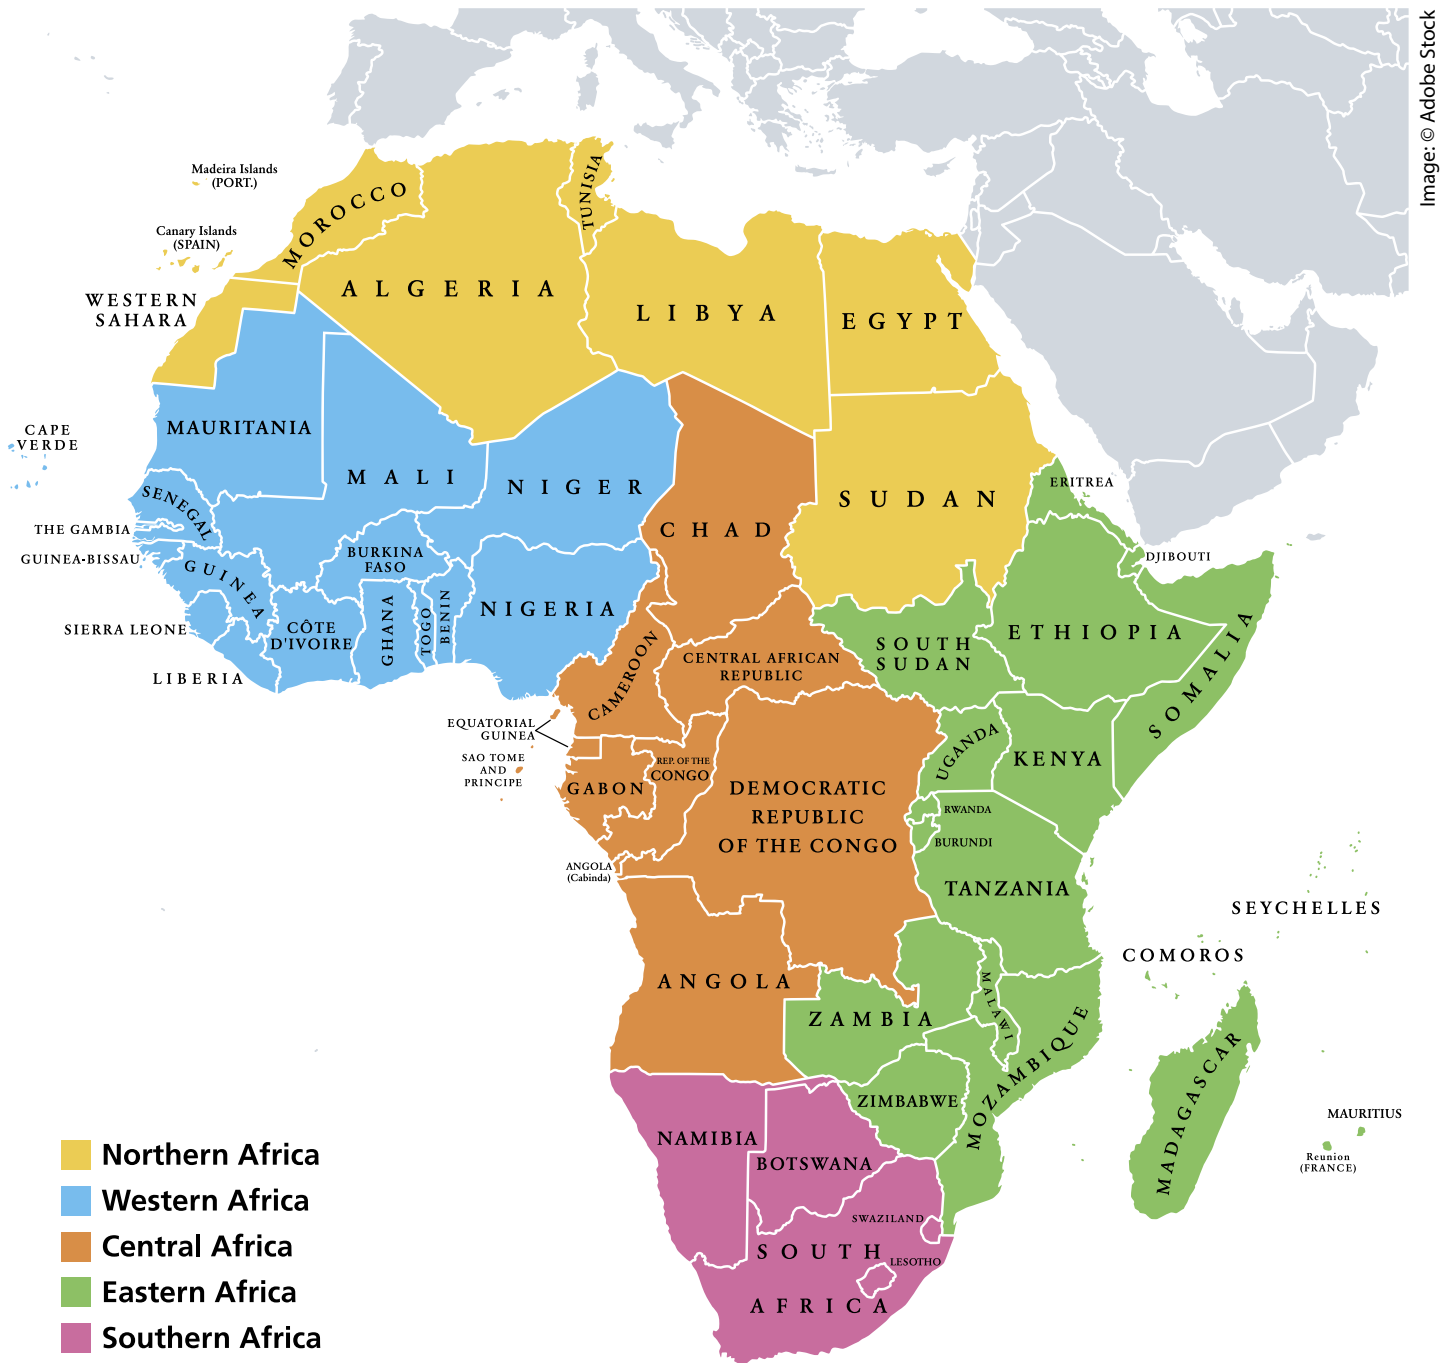 Image: © Adobe Stock
Madeira Islands
(PORT.)
Canary Islands
(SPAIN)
MOROCCO
TUNISIA
ALGERIA
LIBYA
EGYPT
WESTERN
SAHARA
MAURITANIA
CAPE
VERDE
MALI
NIGER
CHAD
SUDAN
ERITREA
SENEGAL
THE GAMBIA
GUINEA-BISSAU
GUINEA
BURKINA
FASO
DJIBOUTI
SIERRA LEONE
CÔTE
D'IVOIRE
GHANA
TOGO
BENIN
NIGERIA
LIBERIA
CAMEROON
CENTRAL AFRICAN
REPUBLIC
SOUTH
SUDAN
ETHIOPIA
SOMALIA
EQUATORIAL
GUINEA
SAO TOME
AND
PRINCIPE
GABON
REP. OF THE
CONGO
DEMOCRATIC
REPUBLIC
OF THE CONGO
UGANDA
KENYA
RWANDA
BURUNDI
ANGOLA
(Cabinda)
TANZANIA
SEYCHELLES
COMOROS
ANGOLA
ZAMBIA
MALAWI
MOZAMBIQUE
MADAGASCAR
ZIMBABWE
MAURITIUS
Reunion
(FRANCE)
NAMIBIA
BOTSWANA
SWAZILAND
SOUTH
LESOTHO
AFRICA
Northern Africa
Western Africa
Central Africa
Eastern Africa
Southern Africa